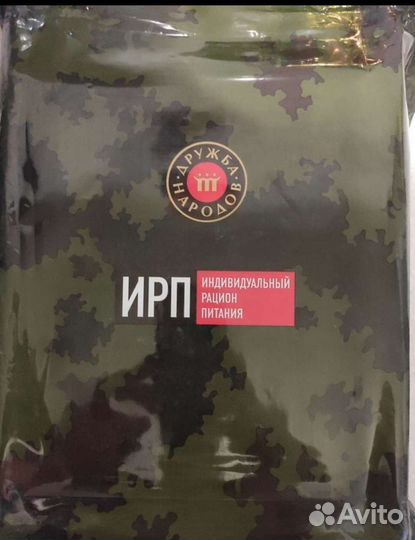 ДРУЖБА
НАРОДОВ
ИРП
ИНДИВИДУАЛЬНЫЙ
РАЦИОН
ПИТАНИЯ
Avito